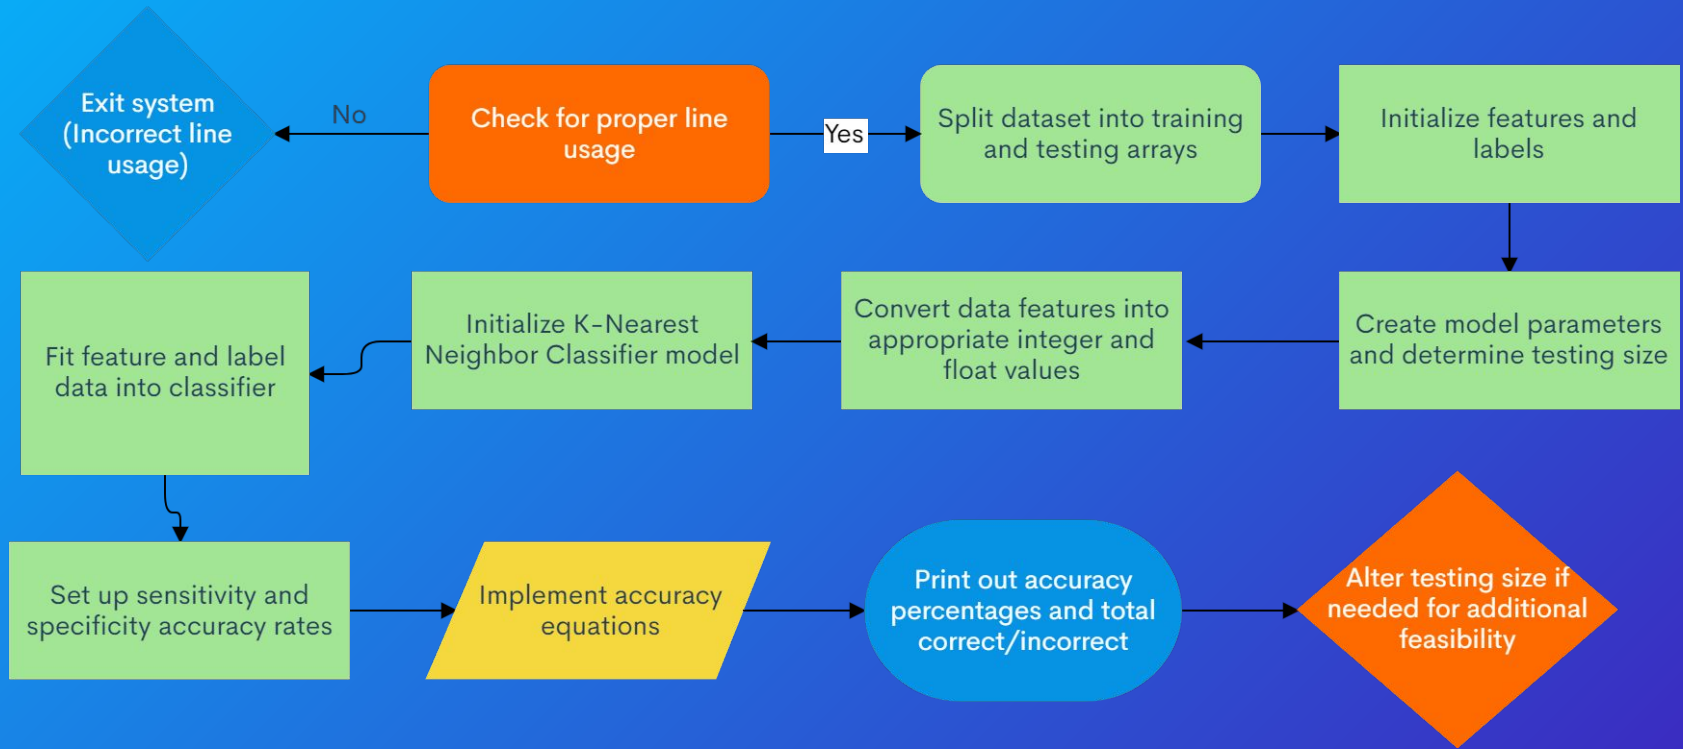 Exit system
(Incorrect line
usage)
No
Check for proper line
usage
Yes
Split dataset into training
and testing arrays
Initialize features and
labels
Fit feature and label
data into classifier
Initialize K-Nearest
Neighbor Classifier model
Convert data features into
appropriate integer and
float values
Create model parameters
and determine testing size
Set up sensitivity and
specificity accuracy rates
Implement accuracy
equations
Print out accuracy
percentages and total
correct/incorrect
Alter testing size if
needed for additional
feasibility